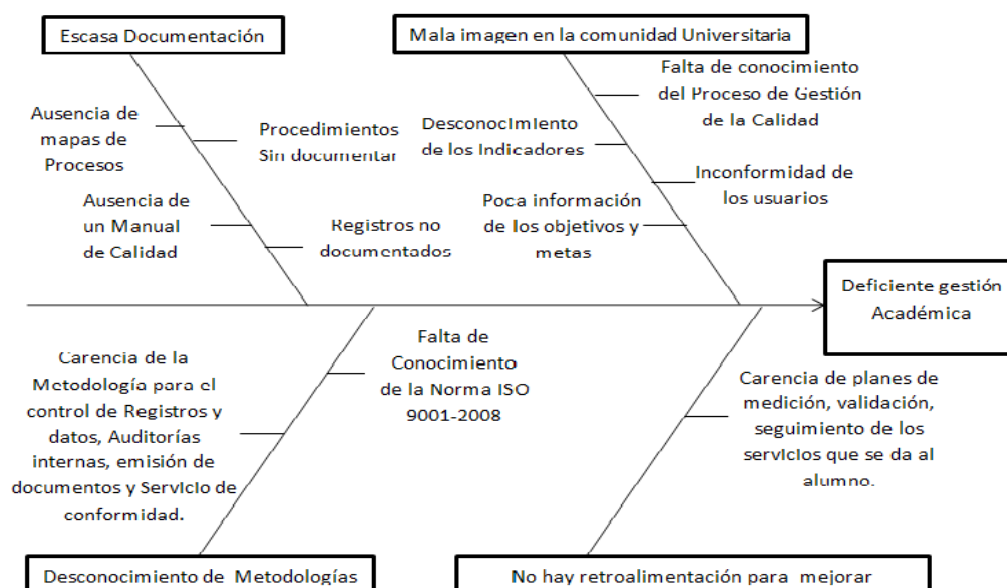 Escasa Documentación
Mala imagen en la comunidad Universitaria
Ausencia de
mapas de
Procesos
Procedimientos
Sin documentar
Ausencia de
un Manual
de Calidad
Registros no
documentados
Falta de conocimiento
del Proceso de Gestión
de la Calidad
Desconocimiento
de los Indicadores
Inconformidad de
los usuarios
Poca información
de los objetivos y
metas
Deficiente gestión
Académica
Carencia de la
Metodología para el
control de Registros y
datos, Auditorías
internas, emisión de
documentos y Servicio de
conformidad.
Falta de
Conocimiento
de la Norma ISO
9001-2008
Carencia de planes de
medición, validación,
seguimiento de los
servicios que se da al
alumno.
Desconocimiento de Metodologías
No hay retroalimentación para mejorar